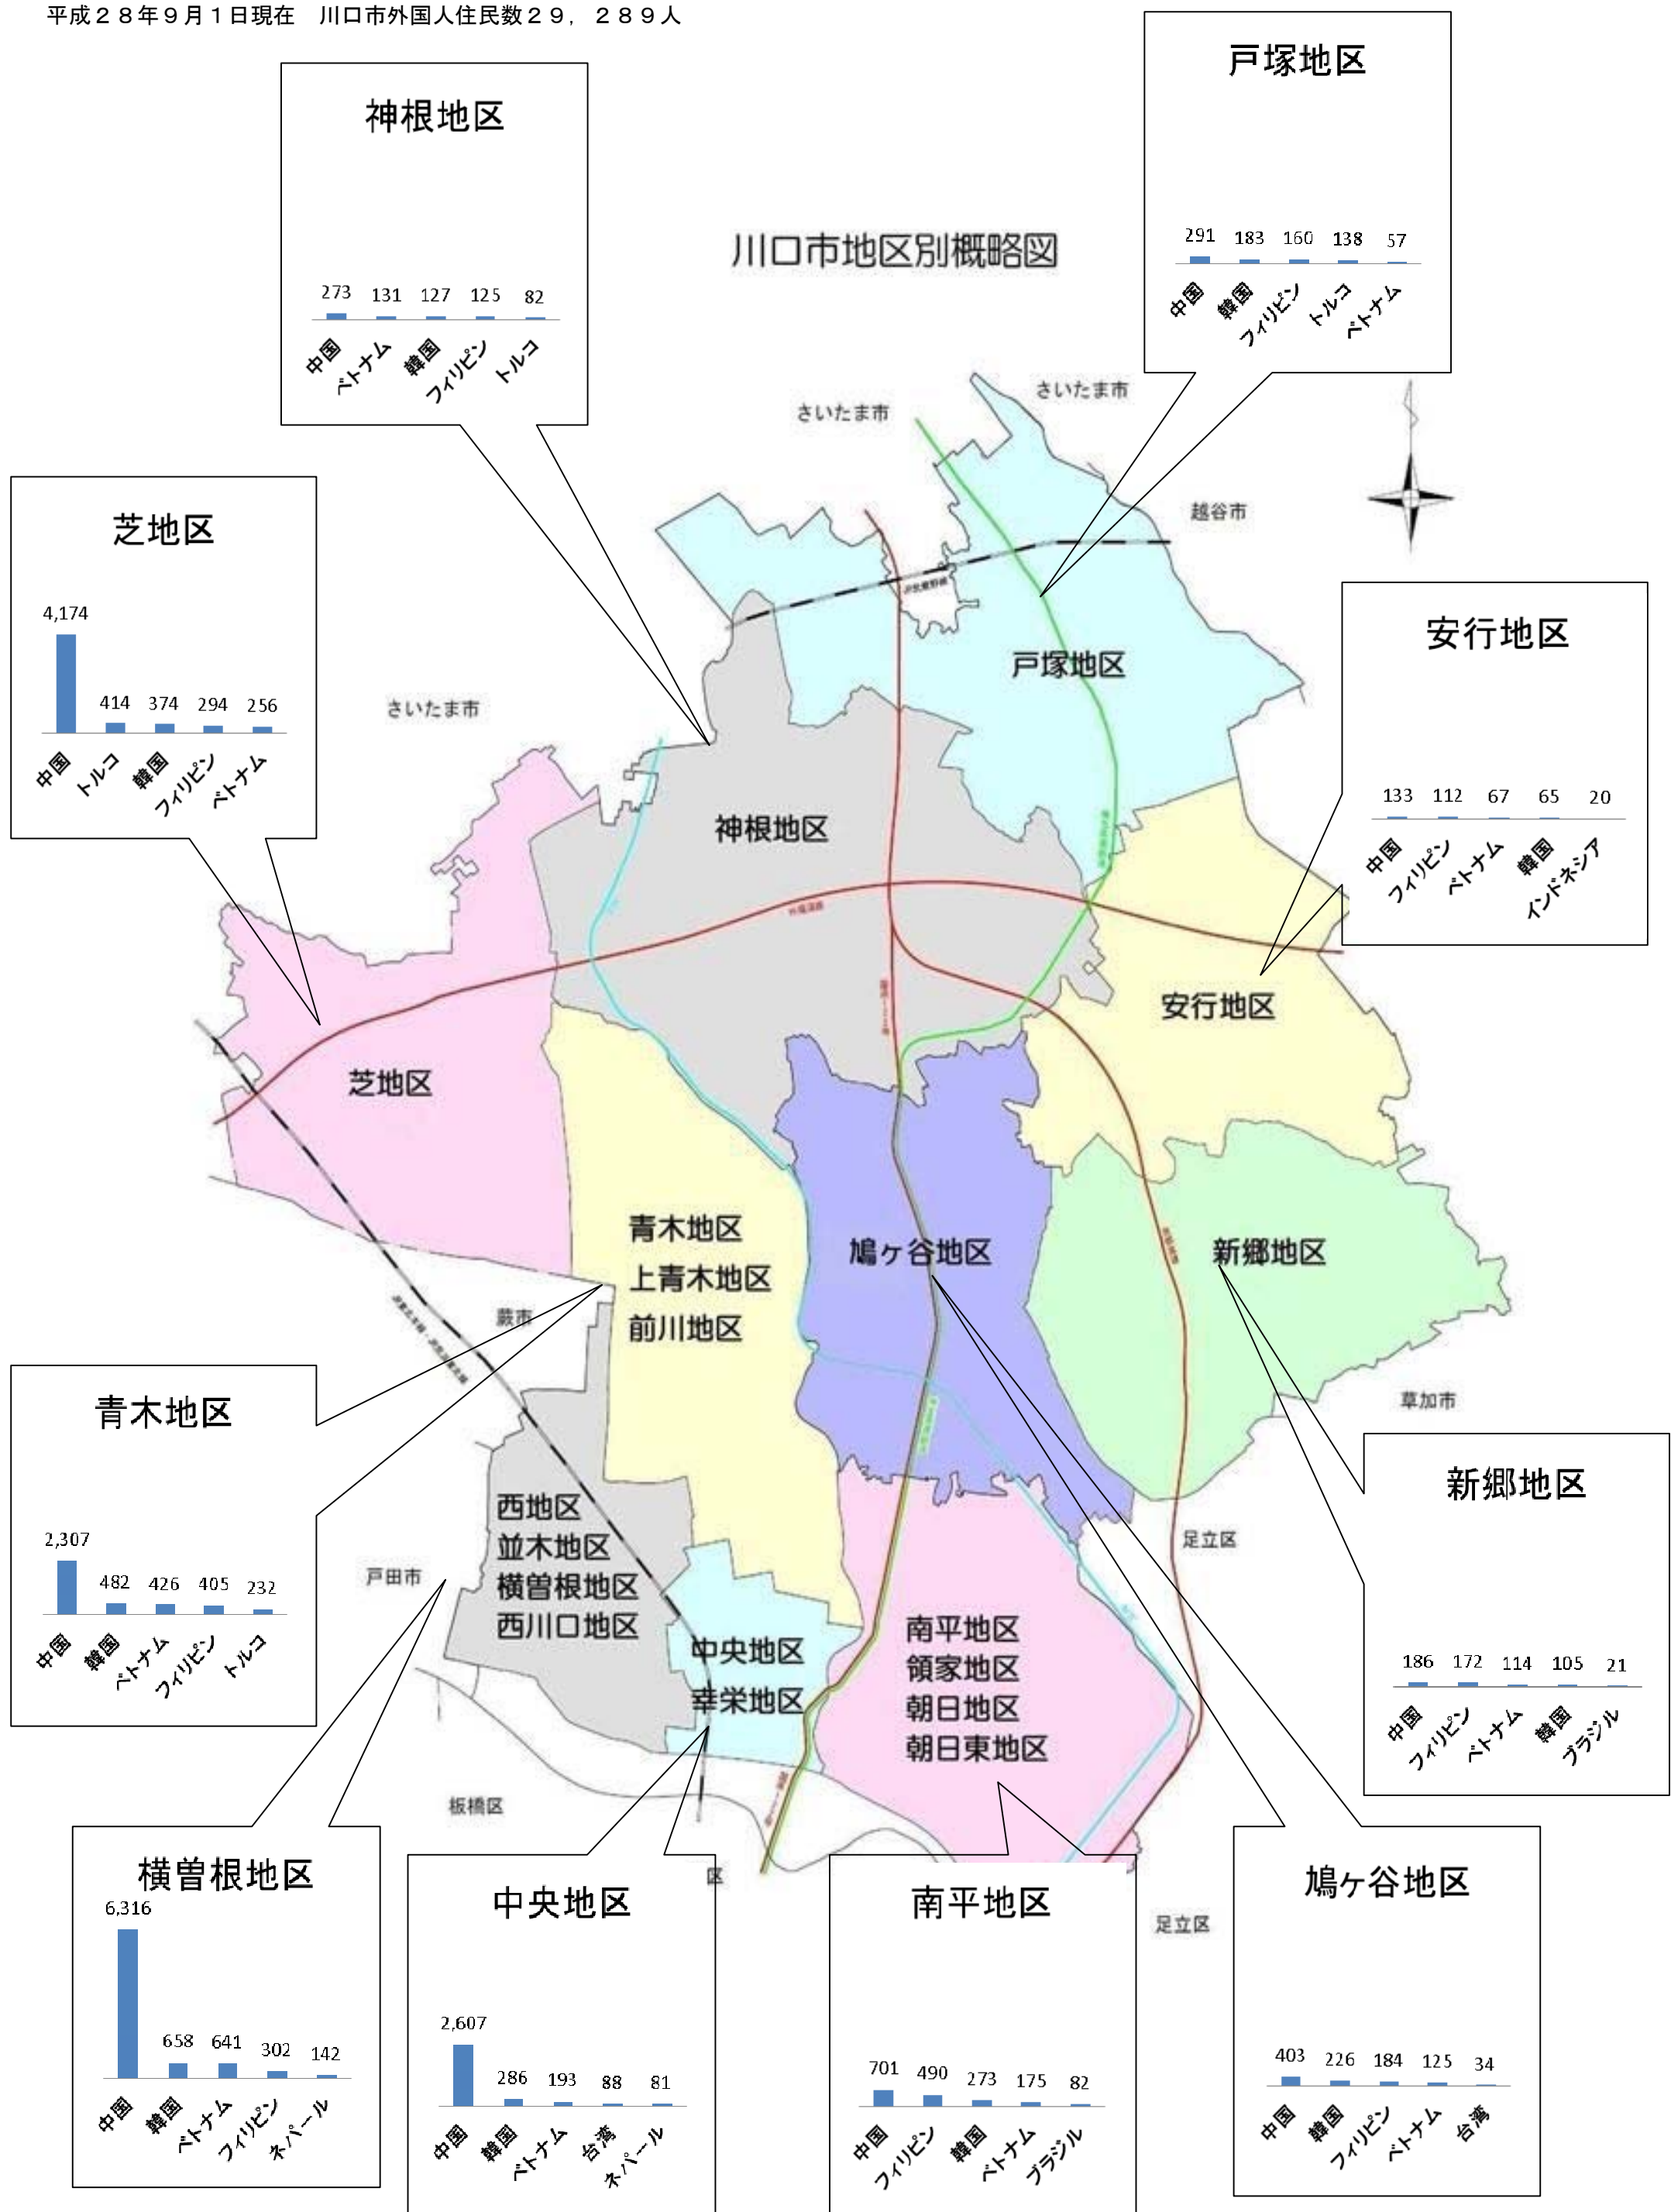 平成２８年９月１日現在　川口市外国人住民数２９，２８９人
戸塚地区
291 183 160 138 57
中国 韓国 フィリピン トルコ ベトナム
神根地区
273 131 127 125 82
中国 ベトナム 韓国 フィリピン トルコ
川口市地区別概略図
さいたま市
さいたま市
越谷市
芝地区
4,174
414 374 294 256
中国 トルコ 韓国 フィリピン ベトナム
安行地区
133 112 67 65 20
中国 フィリピン ベトナム 韓国 インドネシア
さいたま市
戸塚地区
神根地区
外環道路
安行地区
芝地区
青木地区
上青木地区
前川地区
鳩ヶ谷地区
新郷地区
蕨市
草加市
青木地区
2,307
482 426 405 232
中国 韓国 ベトナム フィリピン トルコ
新郷地区
186 172 114 105 21
中国 フィリピン ベトナム 韓国 ブラジル
西地区
並木地区
横曽根地区
西川口地区
戸田市
足立区
中央地区
幸栄地区
南平地区
領家地区
朝日地区
朝日東地区
板橋区
区
足立区
横曽根地区
6,316
658 641 302 142
中国 韓国 ベトナム フィリピン ネパール
中央地区
2,607
286 193 88 81
中国 韓国 ベトナム 台湾 ネパール
南平地区
701 490 273 175 82
中国 フィリピン 韓国 ベトナム ブラジル
鳩ヶ谷地区
403 226 184 125 34
中国 韓国 フィリピン ベトナム 台湾